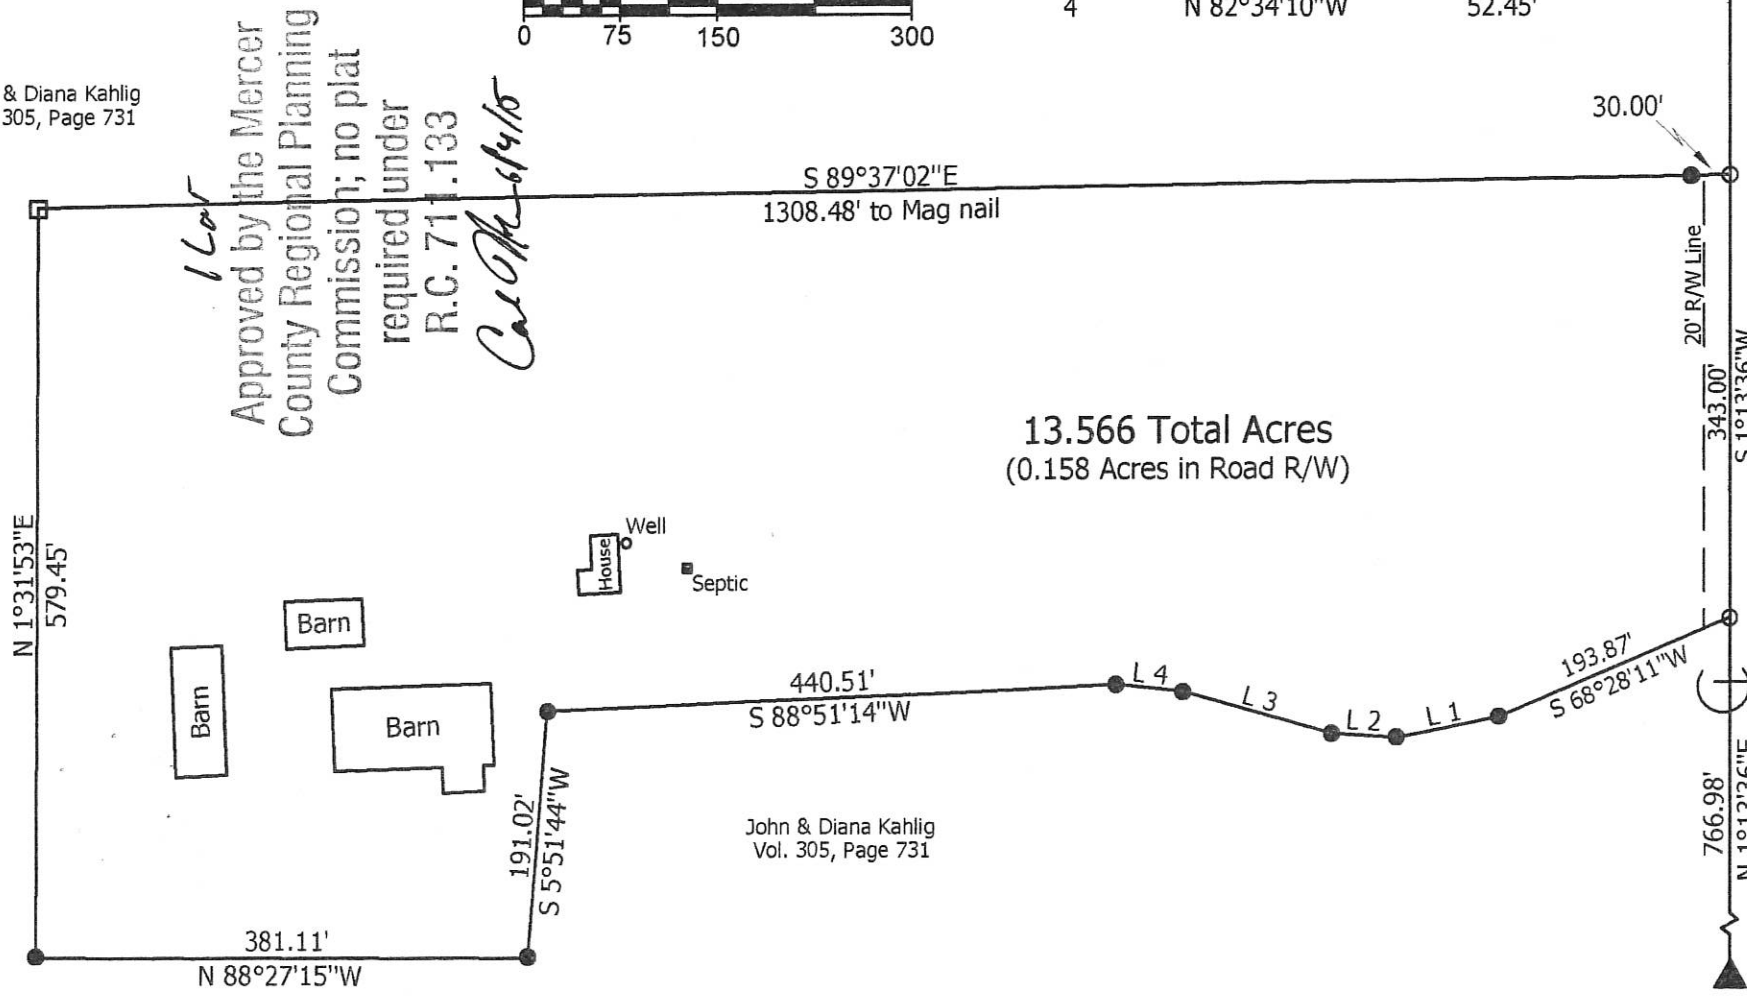 0 75 150 300
4 N 82°34'10"W 52.45'
& Diana Kahlig
305, Page 731
1 Lot
Approved by the Mercer
County Regional Planning
Commission; no plat
required under
R.C. 711.133
6/4/15
30.00'
S 89°37'02"E
1308.48' to Mag nail
20' R/W Line
343.00'
S 1°13'36"W
13.566 Total Acres
(0.158 Acres in Road R/W)
N 1°31'53"E
579.45'
Well
House
Septic
Barn
Barn
Barn
440.51'
S 88°51'14"W
L 4
L 3
L 2
L 1
193.87'
S 68°28'11"W
191.02'
S 5°51'44"W
John & Diana Kahlig
Vol. 305, Page 731
766.98'
N 1°13'36"E
381.11'
N 88°27'15"W